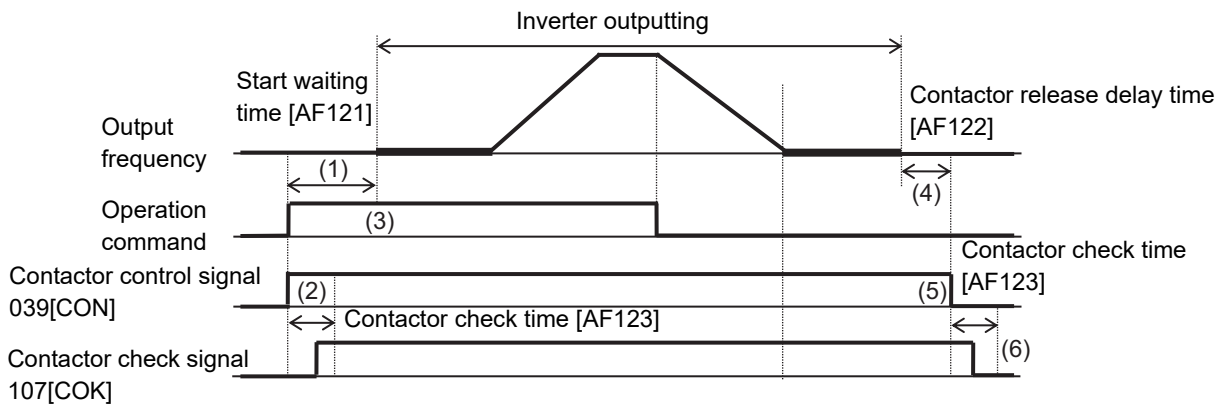 Inverter outputting
Start waiting
time [AF121]
Contactor release delay time
[AF122]
Output
frequency
(1)
(4)
Operation
command
(3)
Contactor check time
[AF123]
Contactor control signal
039[CON]
(2)
(5)
Contactor check time [AF123]
(6)
Contactor check signal
107[COK]